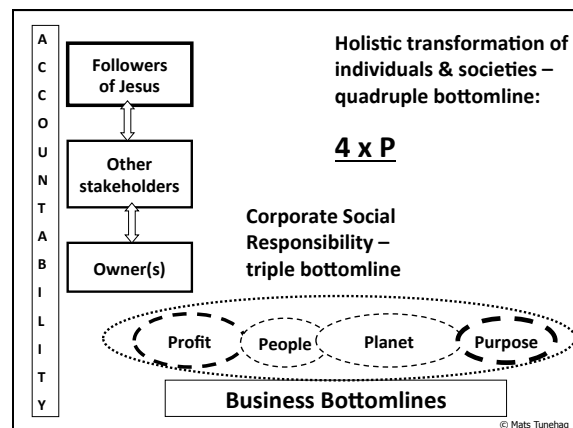 ACCOUNTABILITY
Followers
of Jesus
Other
stakeholders
Owner(s)
Holistic transformation of
individuals & societies –
quadruple bottomline:
4 x P
Corporate Social
Responsibility –
triple bottomline
Profit
People
Planet
Purpose
Business Bottomlines
© Mats Tunehag